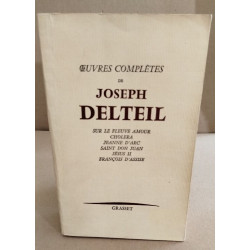 ŒUVRES COMPLÈTES
DE
JOSEPH
DELTEIL
SUR LE FLEUVE AMOUR
CHOLERA
JEANNE D'ARC
SAINT DON JUAN
JÉSUS II
FRANÇOIS D'ASSISE
GRASSET